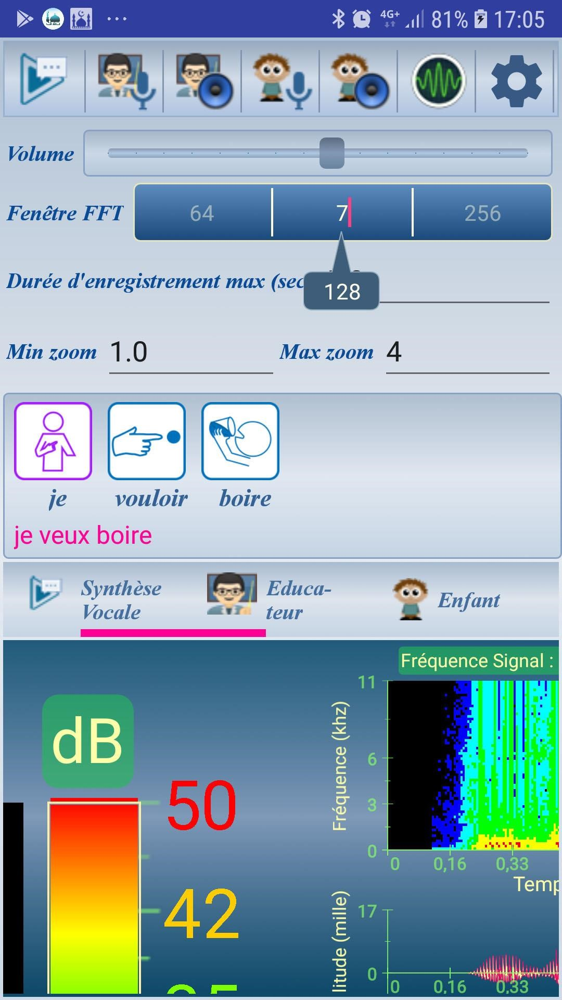 4G+ 81% 17:05
Volume
Fenêtre FFT 64 7 256
128
Durée d'enregistrement max (sec
Min zoom 1.0 Max zoom 4
je vouloir boire
je veux boire
Synthèse
Vocale
Educa-
teur
Enfant
Fréquence Signal :
dB
50
42
Fréquence (khz)
11
6
3
0
0 0,16 0,33
Temp
litude (mille)
17
0
0 0,16 0,33